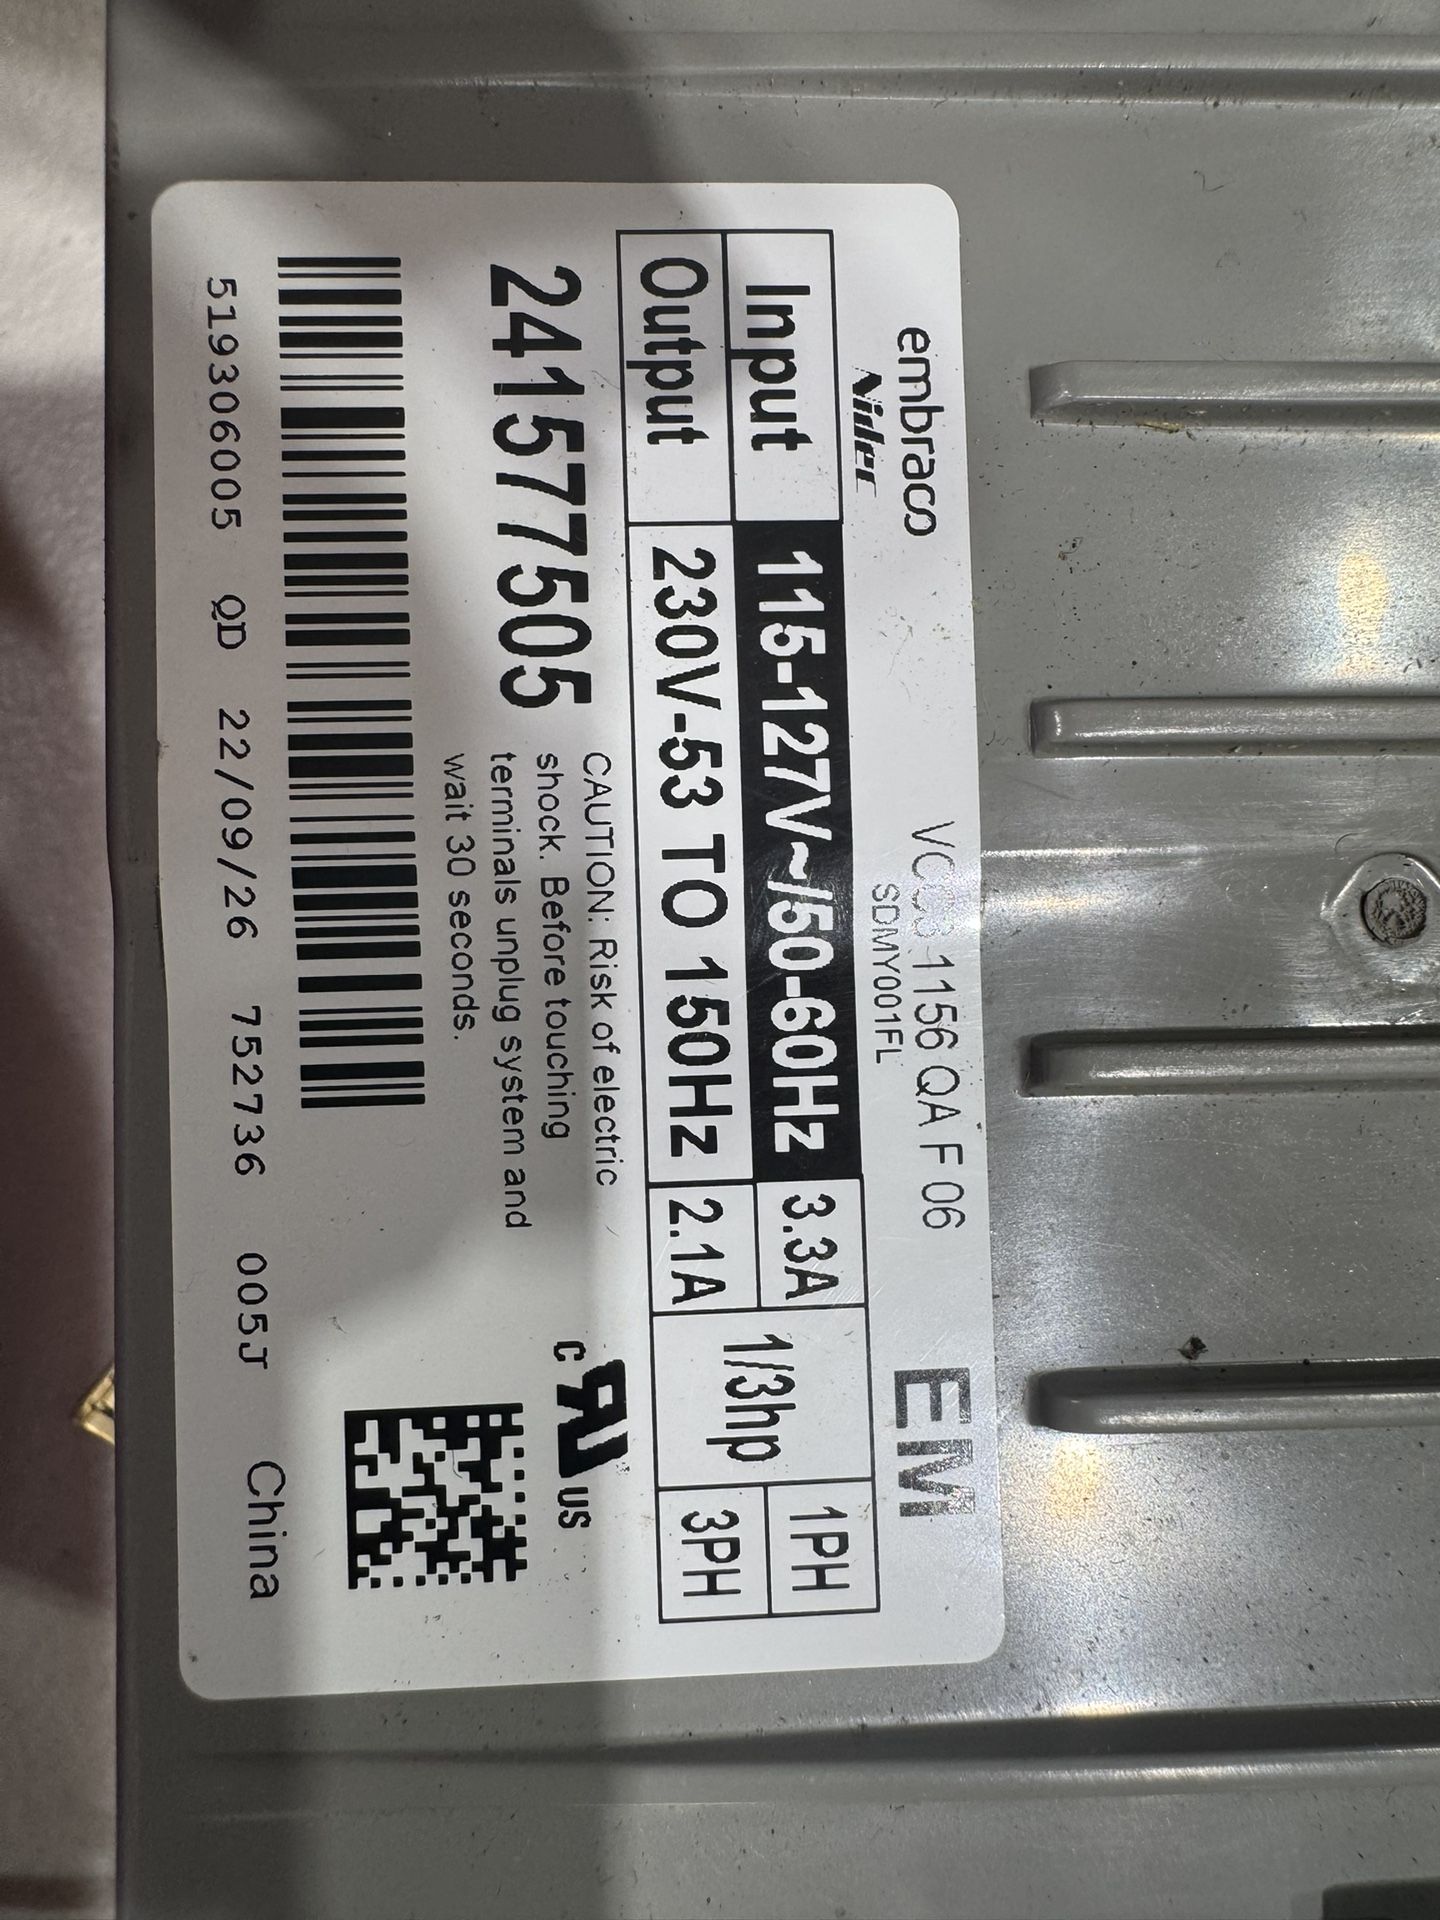 embraco
Nidec
1156 QA F 06
SDMY001FL
EM
Input 115-127V~/50-60Hz 3.3A 1/3hp 1PH
Output 230V-53 TO 150Hz 2.1A 3PH
241577505
CAUTION: Risk of electric
shock. Before touching
terminals unplug system and
wait 30 seconds.
c US
519306005 QD 22/09/26 752736 005J China